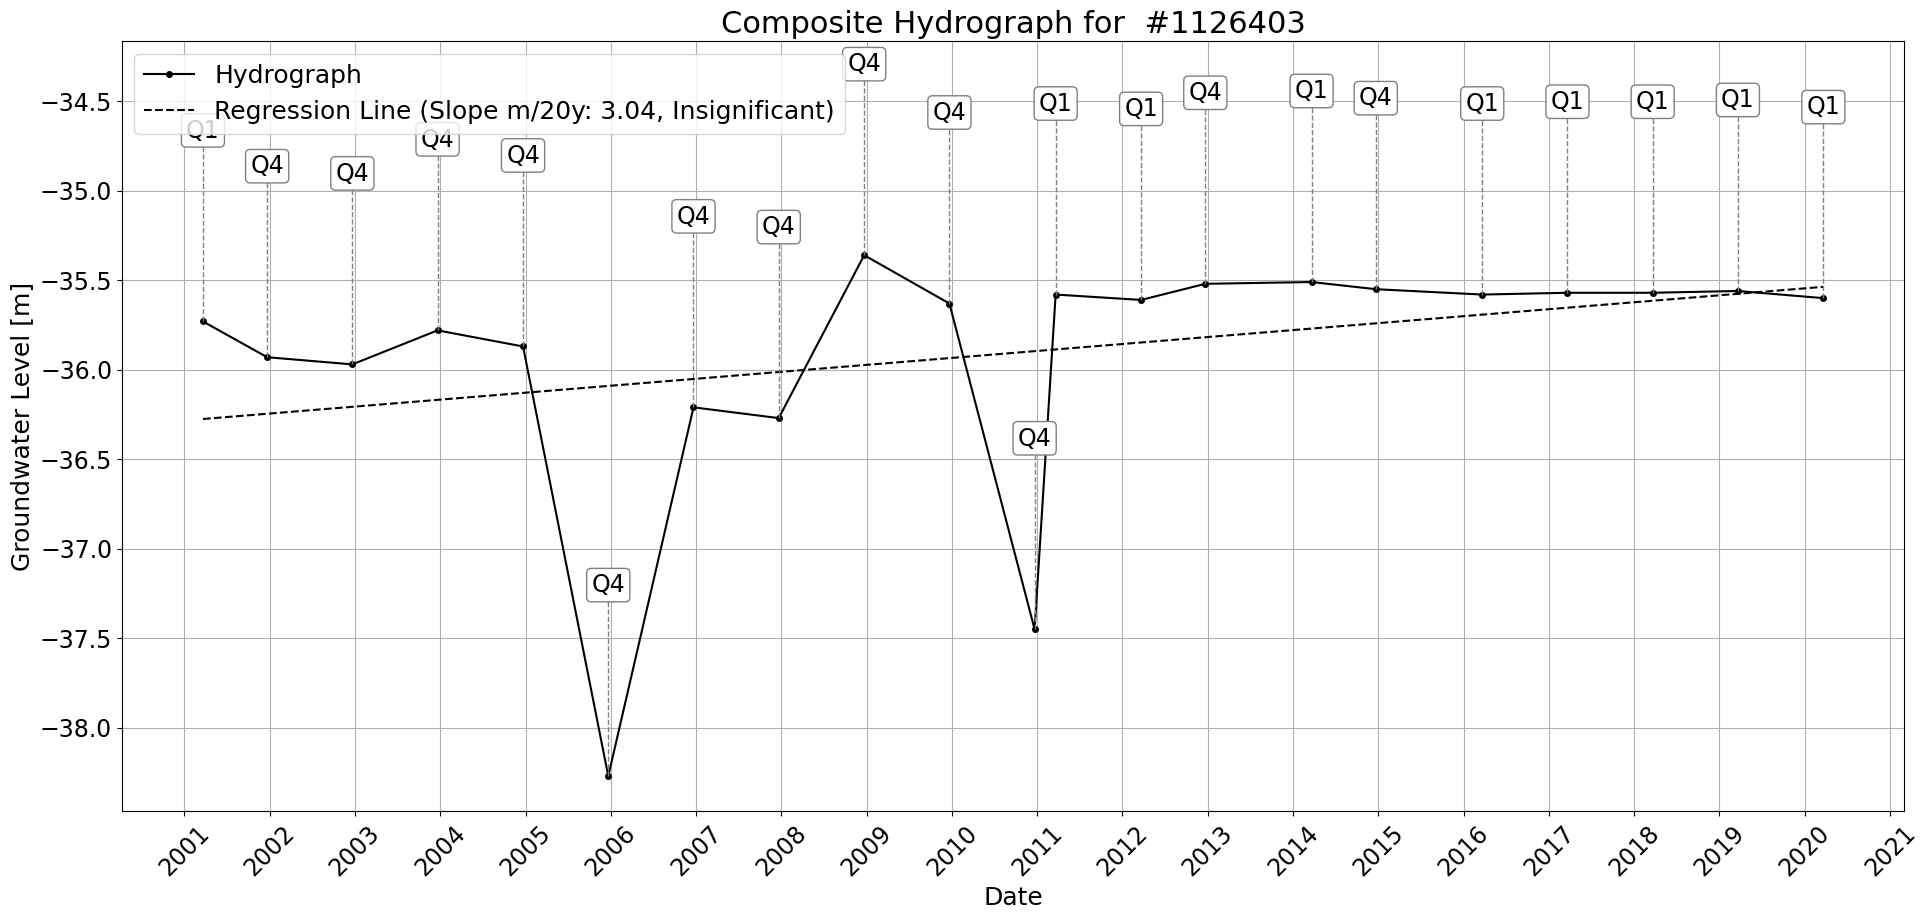 Composite Hydrograph for  #1126403
Hydrograph
Regression Line (Slope m/20y: 3.04, Insignificant)
Q1
Q4
Q4
Q4
Q4
Q4
Q4
Q4
Q4
Q4
Q4
Q1
Q1
Q4
Q1
Q4
Q1
Q1
Q1
Q1
Q1
Groundwater Level [m]
−34.5
−35.0
−35.5
−36.0
−36.5
−37.0
−37.5
−38.0
2001
2002
2003
2004
2005
2006
2007
2008
2009
2010
2011
2012
2013
2014
2015
2016
2017
2018
2019
2020
2021
Date